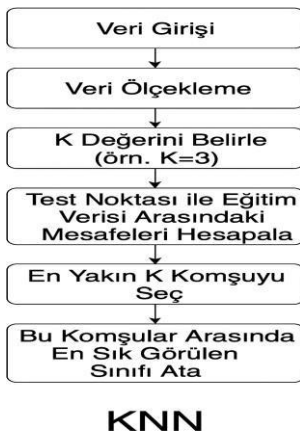 Veri Girişi
Veri Ölçekleme
K Değerini Belirle
(örn. K=3)
Test Noktası ile Eğitim
Verisi Arasındaki
Mesafeleri Hesapala
En Yakın K Komşuyu
Seç
Bu Komşular Arasında
En Sık Görülen
Sınıfı Ata
KNN